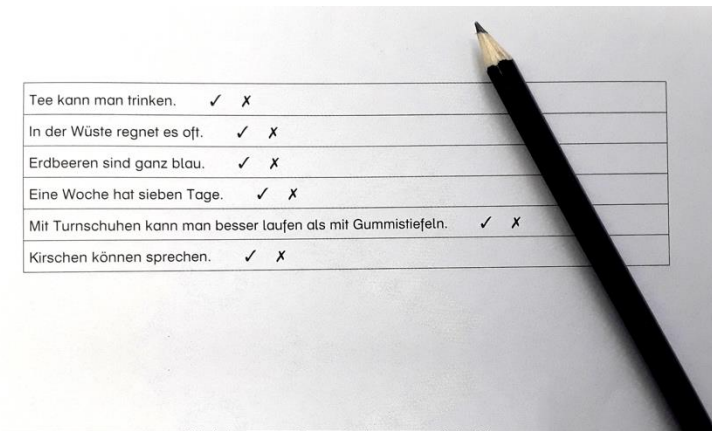 Tee kann man trinken. ✓ ✗
In der Wüste regnet es oft. ✓ ✗
Erdbeeren sind ganz blau. ✓ ✗
Eine Woche hat sieben Tage. ✓ ✗
Mit Turnschuhen kann man besser laufen als mit Gummistiefeln. ✓ ✗
Kirschen können sprechen. ✓ ✗